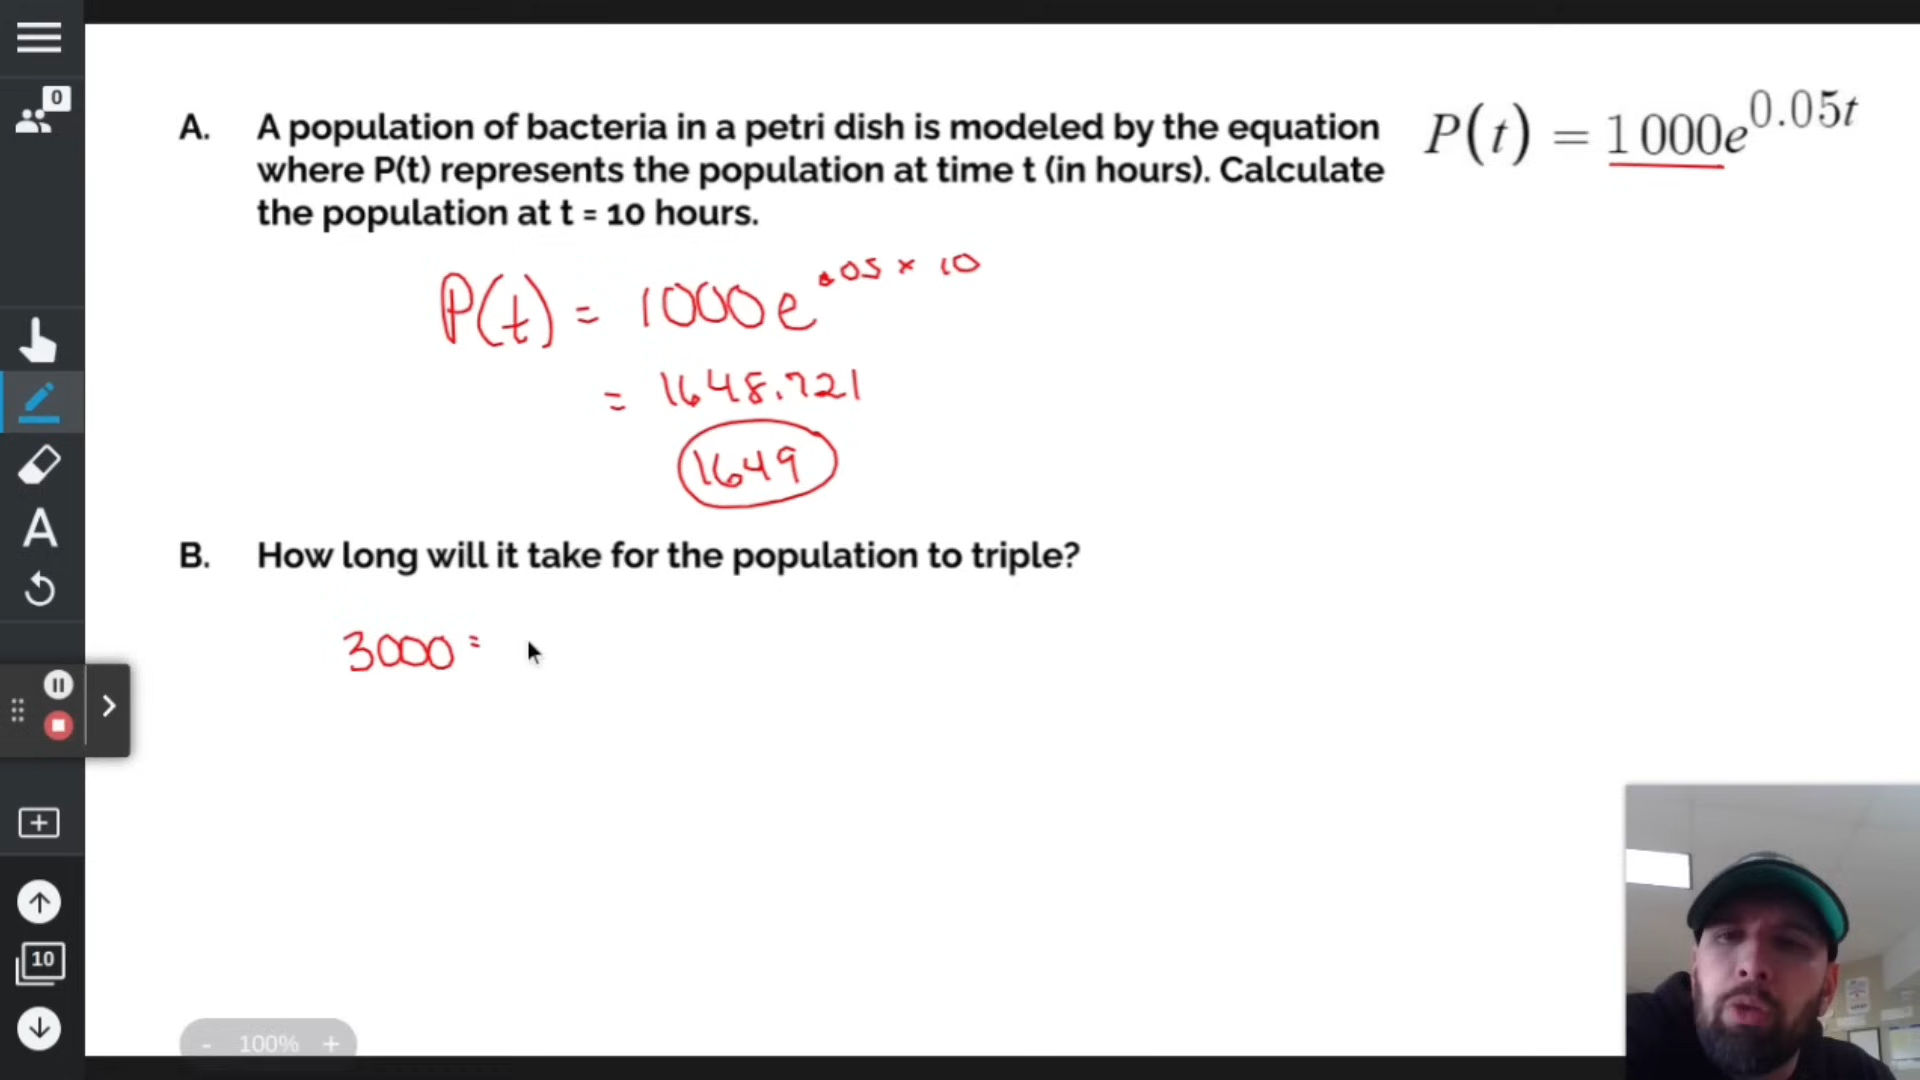 0
A. A population of bacteria in a petri dish is modeled by the equation P(t) = 1000e^0.05t
where P(t) represents the population at time t (in hours). Calculate
the population at t = 10 hours.
P(t) = 1000e^.05 × 10
= 1648.721
1649
A
B. How long will it take for the population to triple?
3000 =
10
- 100% +